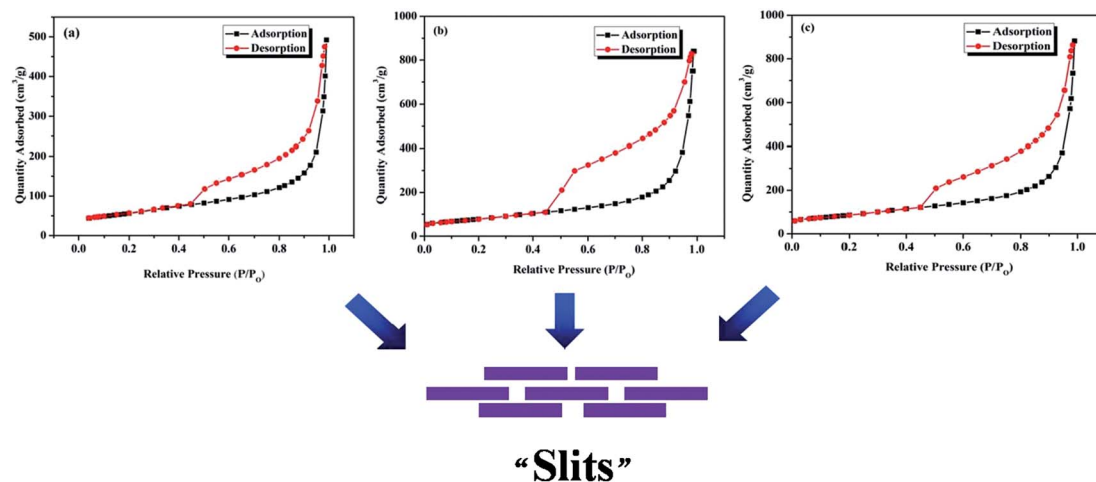 (a)
Adsorption
Desorption
500
400
300
200
100
0
Quantity Adsorbed (cm³/g)
0.0 0.2 0.4 0.6 0.8 1.0
Relative Pressure (P/P₀)
(b)
Adsorption
Desorption
1000
800
600
400
200
0
Quantity Adsorbed (cm³/g)
0.0 0.2 0.4 0.6 0.8 1.0
Relative Pressure (P/P₀)
(c)
Adsorption
Desorption
1000
800
600
400
200
0
Quantity Adsorbed (cm³/g)
0.0 0.2 0.4 0.6 0.8 1.0
Relative Pressure (P/P₀)
“Slits”